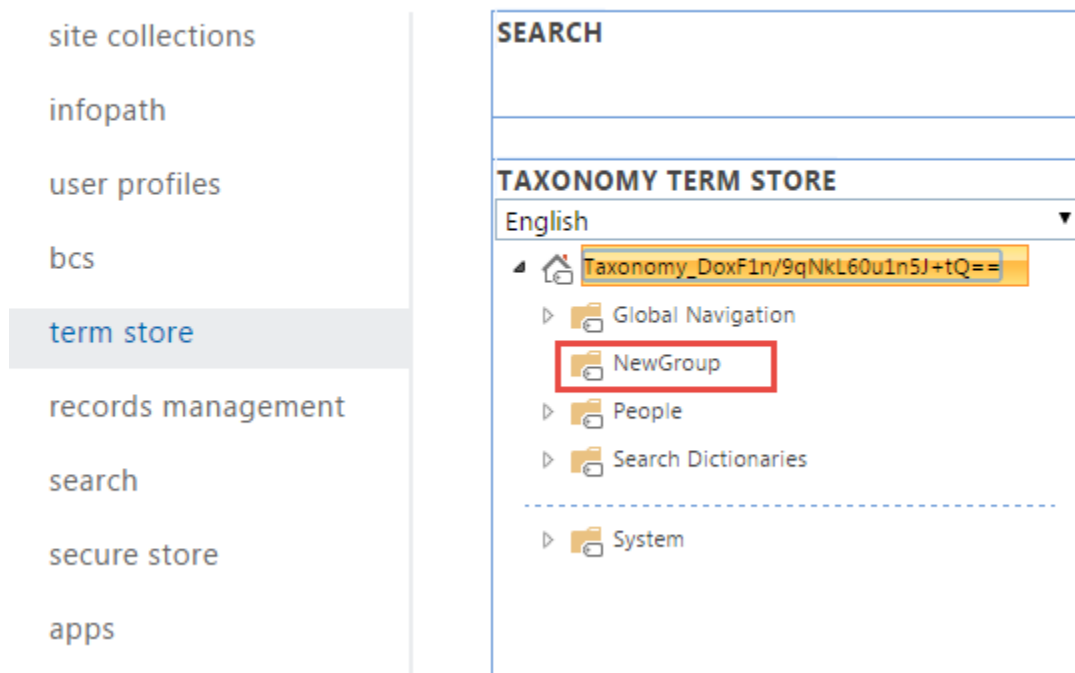 site collections
infopath
user profiles
bcs
term store
records management
search
secure store
apps
SEARCH
TAXONOMY TERM STORE
English
Taxonomy_DoxF1n/9qNkL60u1n5J+tQ==
Global Navigation
NewGroup
People
Search Dictionaries
System